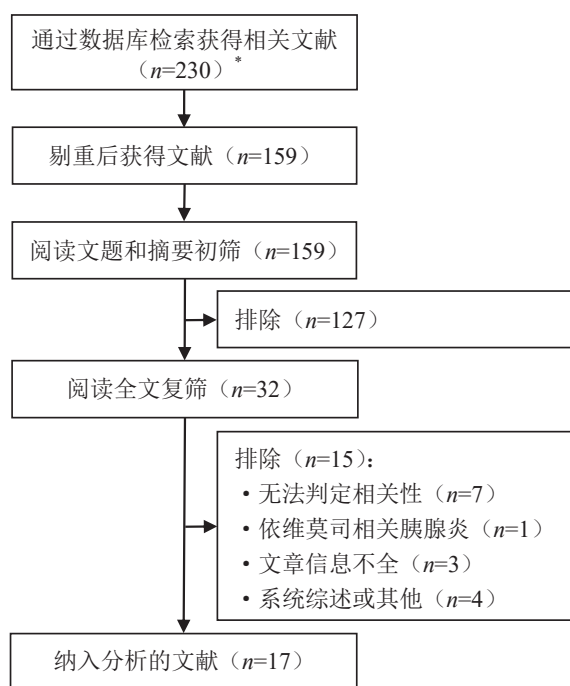 通过数据库检索获得相关文献
（n=230）*
剔重后获得文献（n=159）
阅读文题和摘要初筛（n=159）
排除（n=127）
阅读全文复筛（n=32）
排除（n=15）：
・无法判定相关性（n=7）
・依维莫司相关胰腺炎（n=1）
・文章信息不全（n=3）
・系统综述或其他（n=4）
纳入分析的文献（n=17）